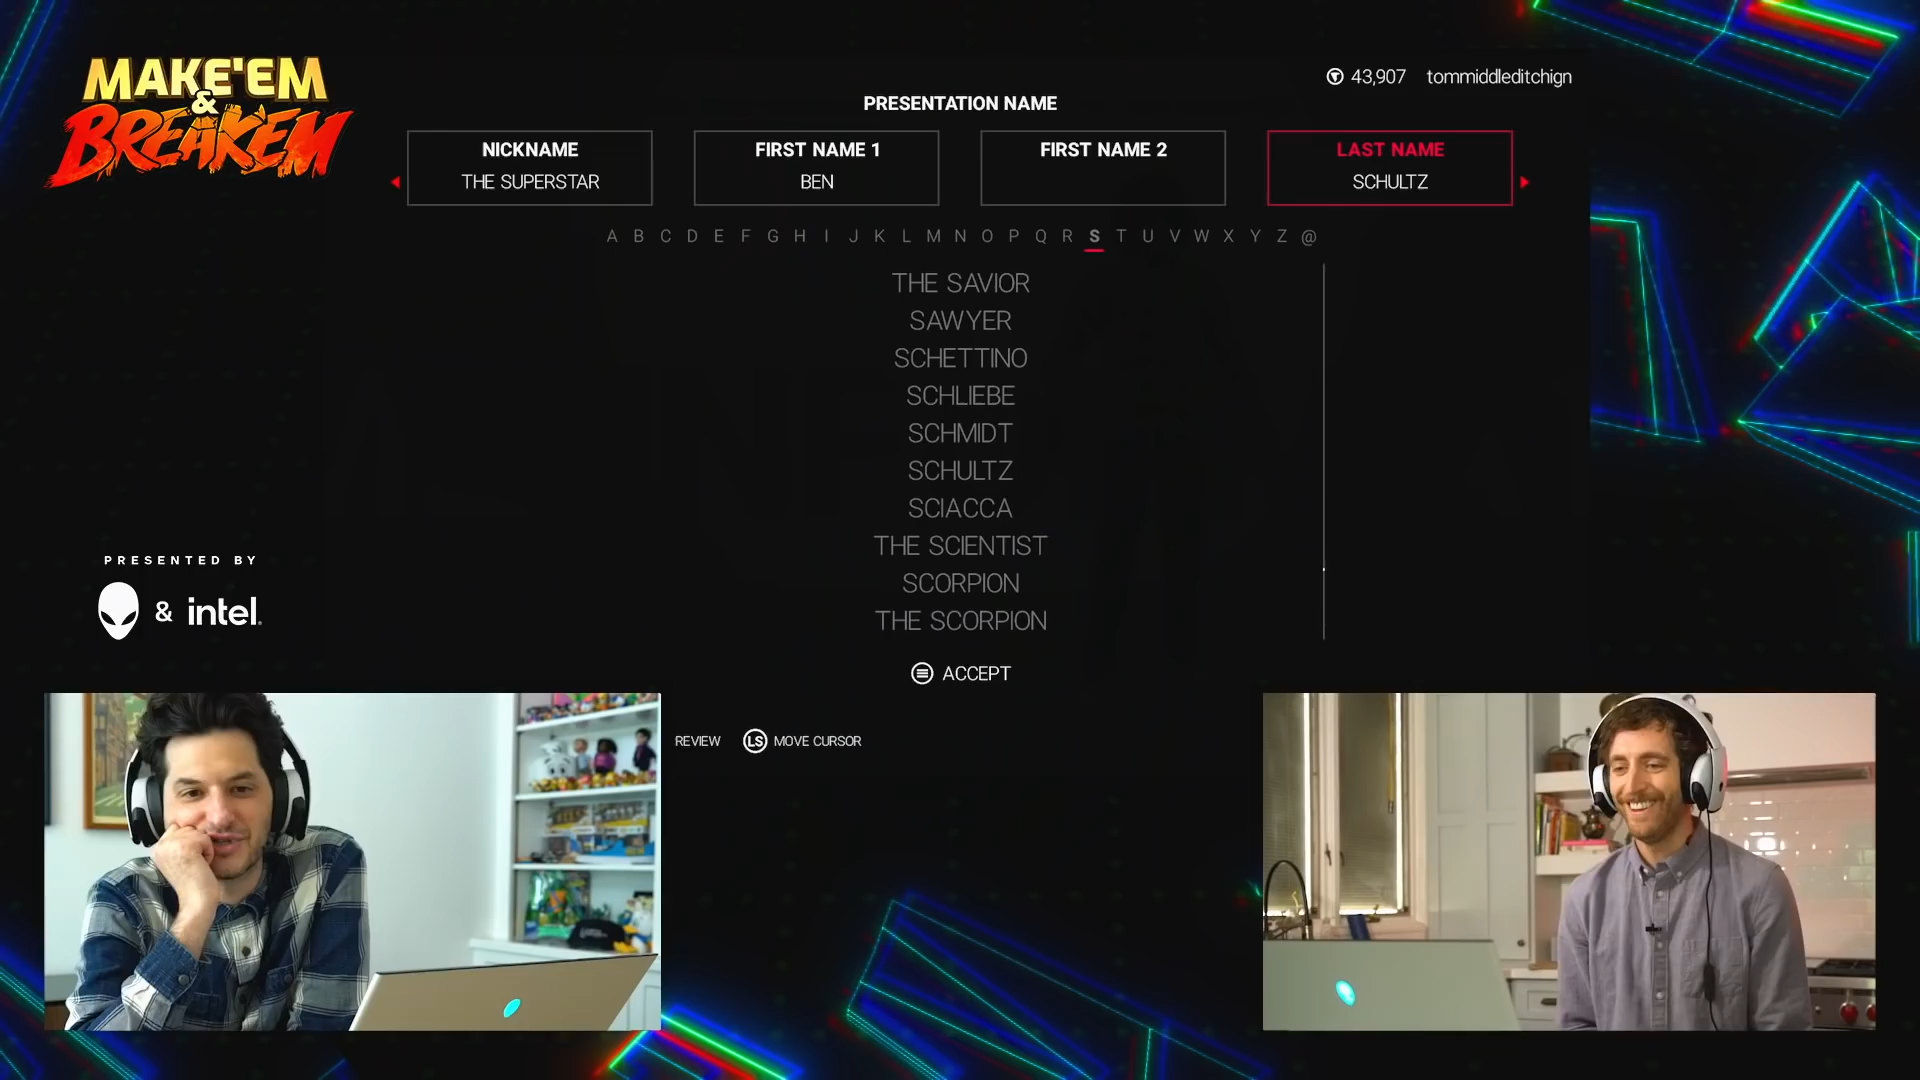 MAKE'EM
&
BREAK'EM
43,907 tommiddleditchign
PRESENTATION NAME
NICKNAME
THE SUPERSTAR
FIRST NAME 1
BEN
FIRST NAME 2
LAST NAME
SCHULTZ
A B C D E F G H I J K L M N O P Q R S T U V W X Y Z @
THE SAVIOR
SAWYER
SCHETTINO
SCHLIEBE
SCHMIDT
SCHULTZ
SCIACCA
THE SCIENTIST
SCORPION
THE SCORPION
ACCEPT
REVIEW LS MOVE CURSOR
PRESENTED BY
& intel.